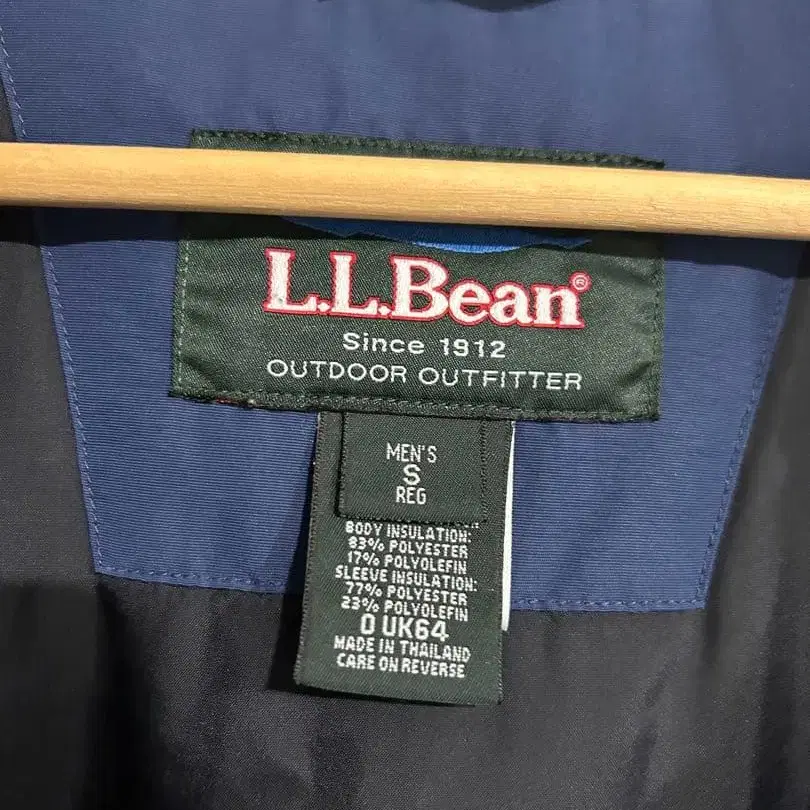 L.L.Bean®
Since 1912
OUTDOOR OUTFITTER
MEN'S
S
REG
BODY INSULATION:
83% POLYESTER
17% POLYOLEFIN
SLEEVE INSULATION:
77% POLYESTER
23% POLYOLEFIN
0 UK64
MADE IN THAILAND
CARE ON REVERSE